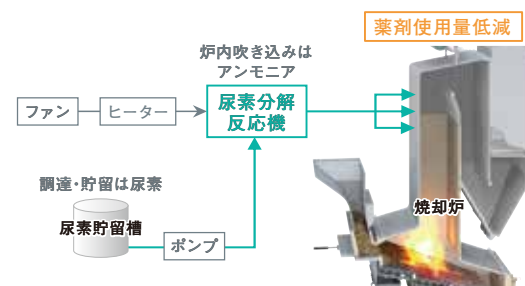 薬剤使用量低減
炉内吹き込みは
アンモニア
ファン
ヒーター
尿素分解
反応機
調達・貯留は尿素
尿素貯留槽
ポンプ
焼却炉